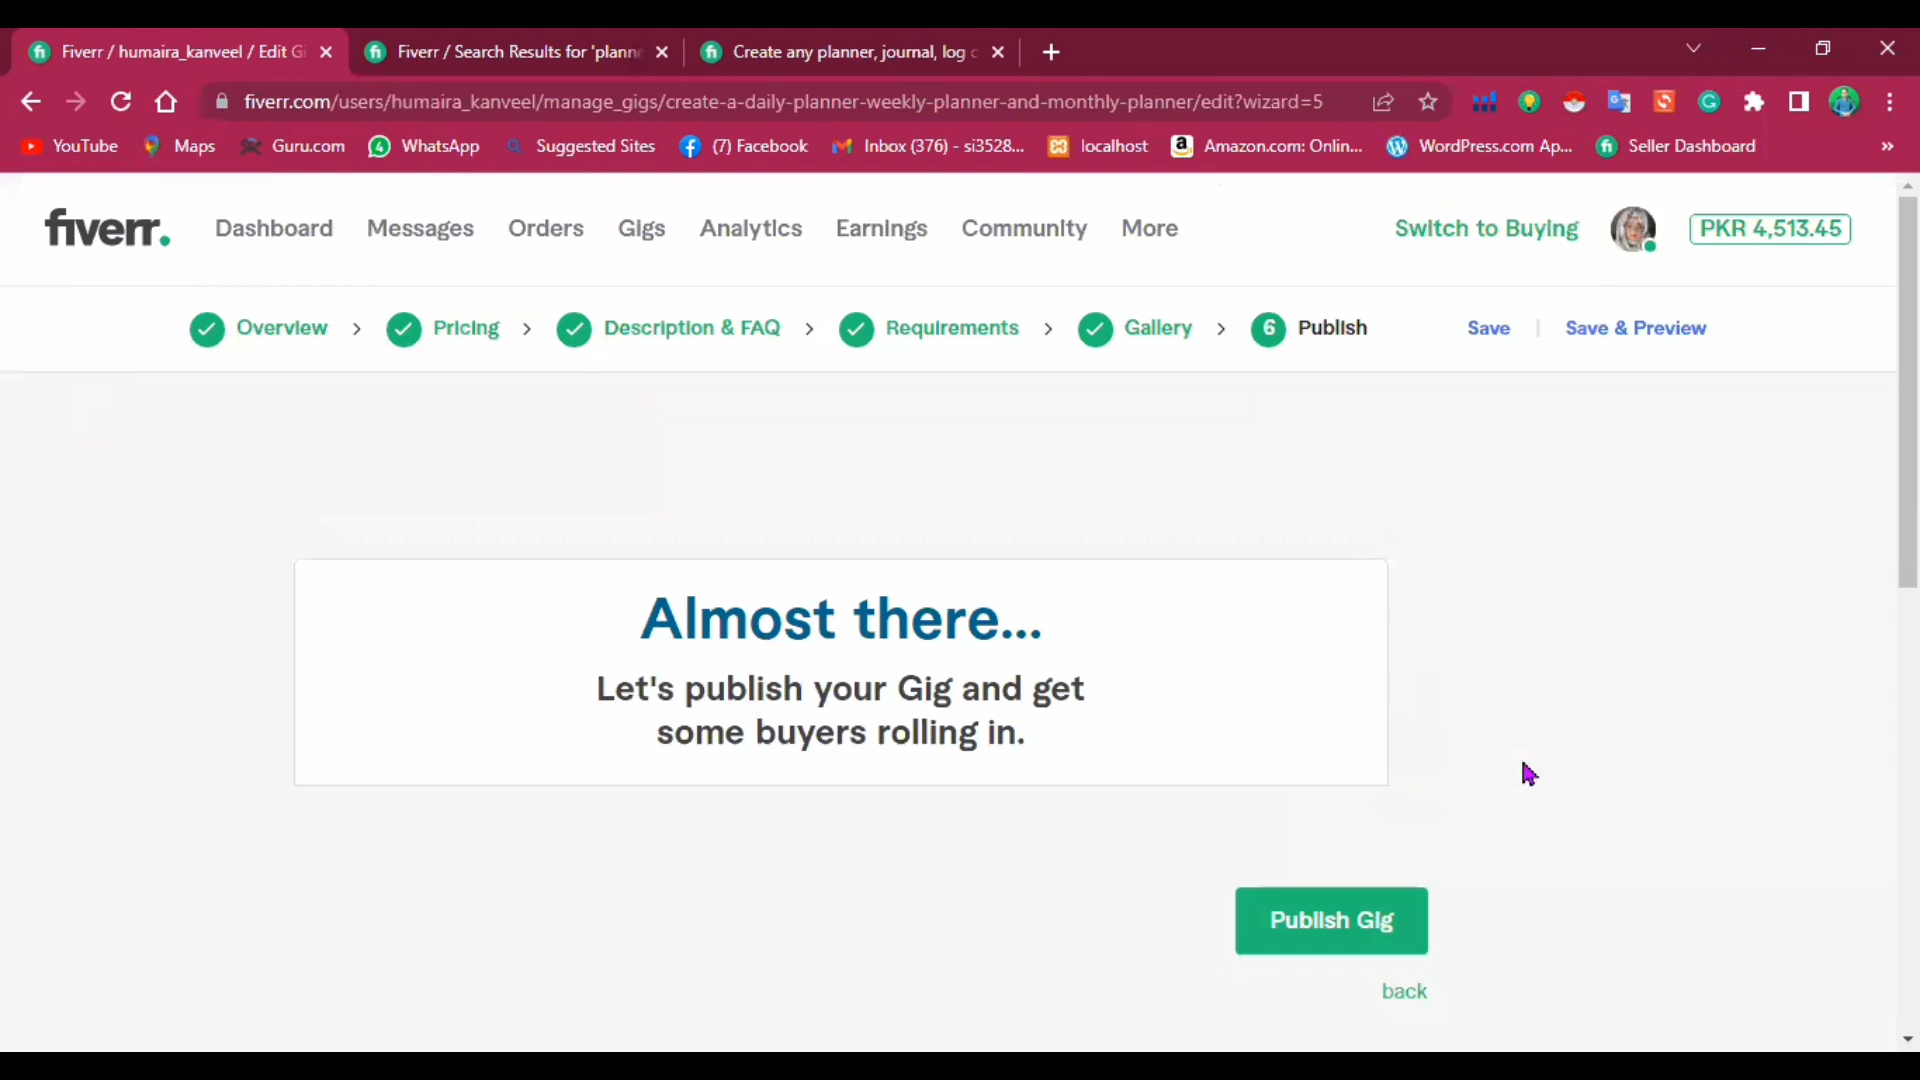 Fiverr / humaira_kanveel / Edit Gi
Fiverr / Search Results for 'planne
Create any planner, journal, log c
fiverr.com/users/humaira_kanveel/manage_gigs/create-a-daily-planner-weekly-planner-and-monthly-planner/edit?wizard=5
YouTube Maps Guru.com WhatsApp Suggested Sites (7) Facebook Inbox (376) - si3528... localhost Amazon.com: Onlin... WordPress.com Ap... Seller Dashboard »
fiverr. Dashboard Messages Orders Gigs Analytics Earnings Community More Switch to Buying PKR 4,513.45
Overview > Pricing > Description & FAQ > Requirements > Gallery > 6 Publish Save | Save & Preview
Almost there...
Let's publish your Gig and get
some buyers rolling in.
Publish Gig
back